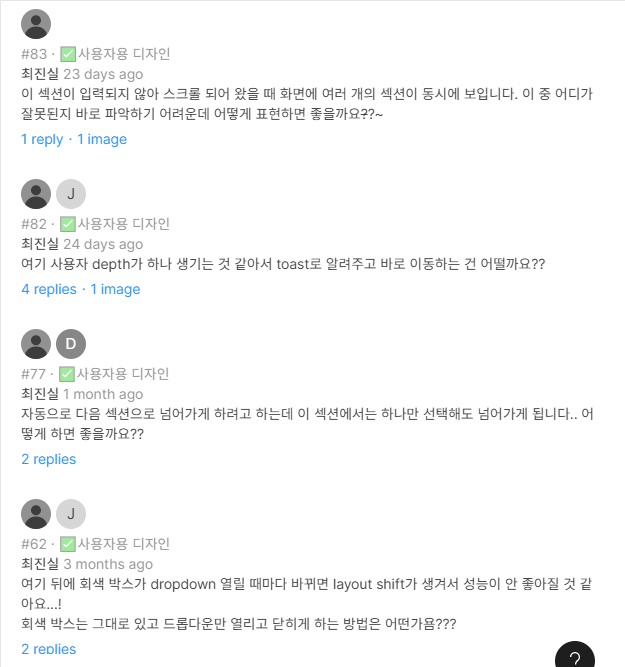 #83 · ✅사용자용 디자인
최진실 23 days ago
이 섹션이 입력되지 않아 스크롤 되어 왔을 때 화면에 여러 개의 섹션이 동시에 보입니다. 이 중 어디가
잘못된지 바로 파악하기 어려운데 어떻게 표현하면 좋을까요??~
1 reply · 1 image
J
#82 · ✅사용자용 디자인
최진실 24 days ago
여기 사용자 depth가 하나 생기는 것 같아서 toast로 알려주고 바로 이동하는 건 어떨까요??
4 replies · 1 image
D
#77 · ✅사용자용 디자인
최진실 1 month ago
자동으로 다음 섹션으로 넘어가게 하려고 하는데 이 섹션에서는 하나만 선택해도 넘어가게 됩니다.. 어
떻게 하면 좋을까요??
2 replies
J
#62 · ✅사용자용 디자인
최진실 3 months ago
여기 뒤에 회색 박스가 dropdown 열릴 때마다 바뀌면 layout shift가 생겨서 성능이 안 좋아질 것 같
아요...!
회색 박스는 그대로 있고 드롭다운만 열리고 닫히게 하는 방법은 어떤가욤???
2 replies
?